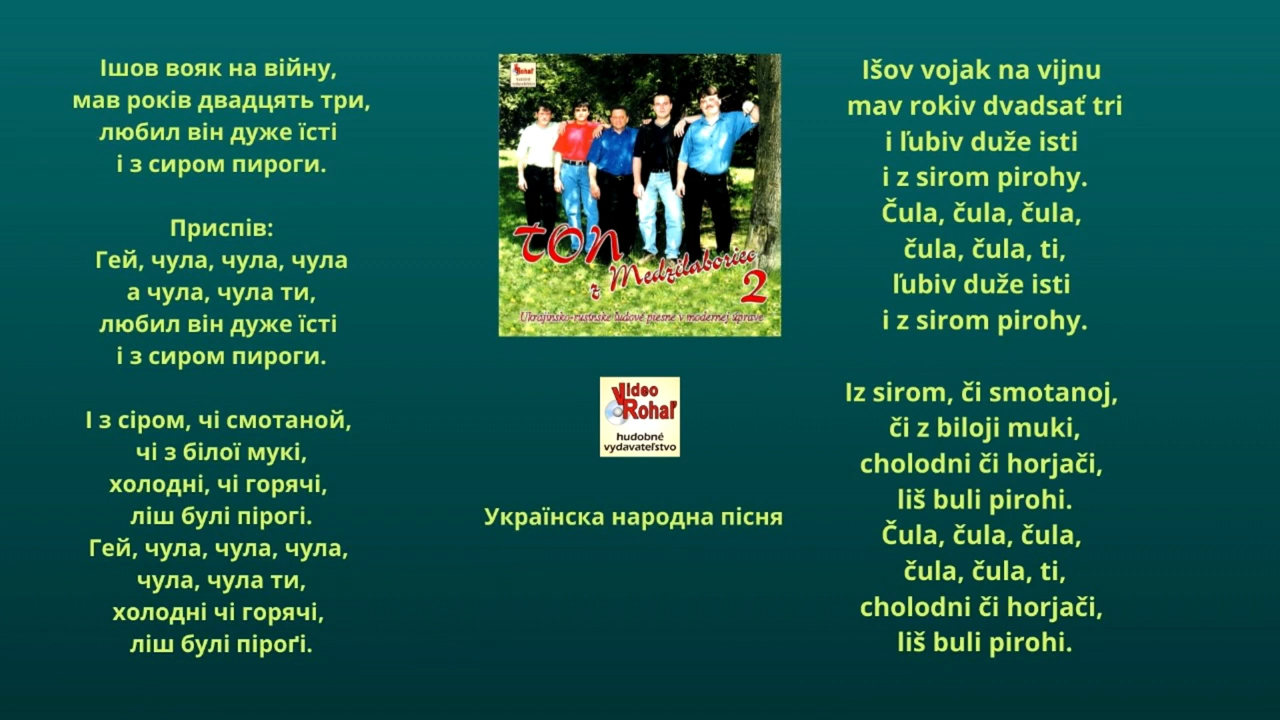 Ішов вояк на війну,
мав років двадцять три,
любил він дуже їсті
і з сиром пироги.
Приспів:
Гей, чула, чула, чула
а чула, чула ти,
любил він дуже їсті
і з сиром пироги.
І з сіром, чі смотаной,
чі з білої мукі,
холодні, чі горячі,
ліш булі пірогі.
Гей, чула, чула, чула,
чула, чула ти,
холодні чі горячі,
ліш булі піроґі.
Rohaľ
hudobné
vydavateľstvo
ton
z Medzilaboriec
2
Ukrajinsko-rusínske ľudové piesne v modernej úprave
Video
Rohaľ
hudobné
vydavateľstvo
Українска народна пісня
Išov vojak na vijnu
mav rokiv dvadsať tri
i ľubiv duže isti
i z sirom pirohy.
Čula, čula, čula,
čula, čula, ti,
ľubiv duže isti
i z sirom pirohy.
Iz sirom, či smotanoj,
či z biloji muki,
cholodni či horjači,
liš buli pirohi.
Čula, čula, čula,
čula, čula, ti,
cholodni či horjači,
liš buli pirohi.